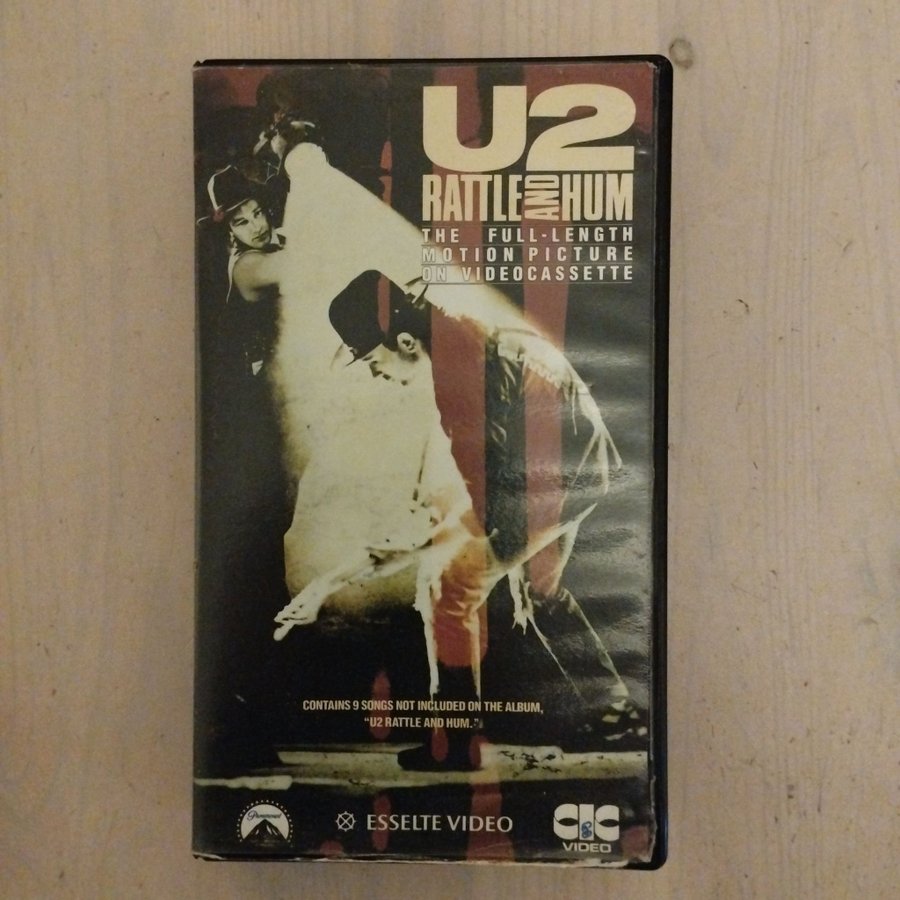 U2
RATTLE AND HUM
THE FULL-LENGTH
MOTION PICTURE
ON VIDEOCASSETTE
CONTAINS 9 SONGS NOT INCLUDED ON THE ALBUM,
“U2 RATTLE AND HUM.”
Paramount
ESSELTE VIDEO
CIC
VIDEO